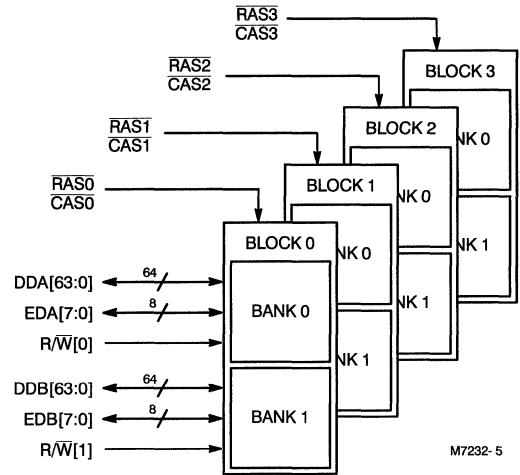 RAS3
CAS3
BLOCK 3
RAS2
CAS2
BLOCK 2
NK 0
RAS1
CAS1
BLOCK 1
NK 0
NK 1
RAS0
CAS0
BLOCK 0
NK 0
NK 1
DDA[63:0]
64
EDA[7:0]
8
BANK 0
NK 1
R/W[0]
DDB[63:0]
64
EDB[7:0]
8
BANK 1
R/W[1]
M7232-5